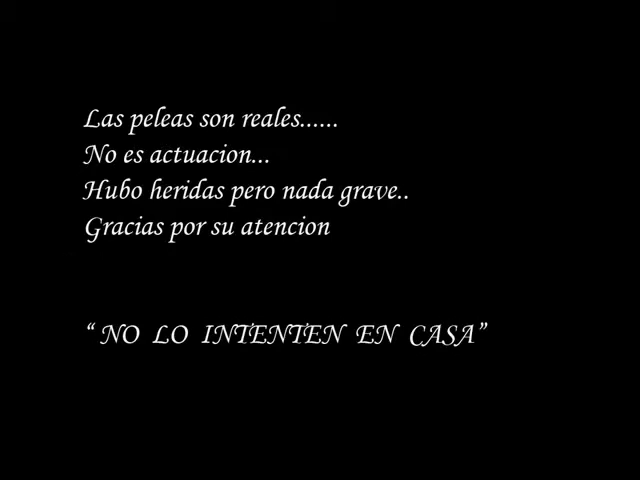 Las peleas son reales......
No es actuacion...
Hubo heridas pero nada grave..
Gracias por su atencion
“ NO LO INTENTEN EN CASA”